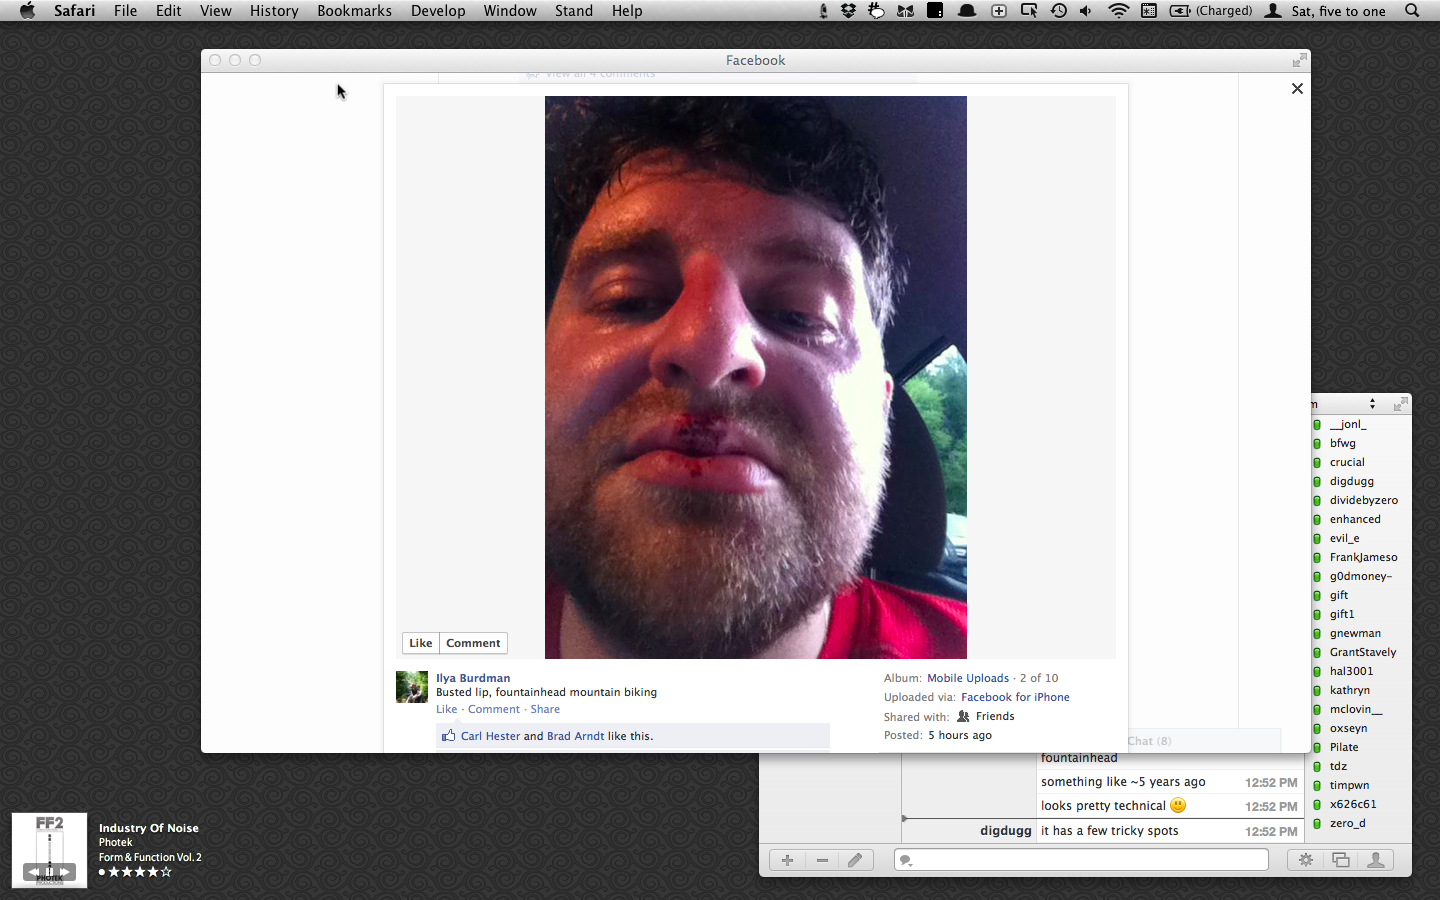 Safari File Edit View History Bookmarks Develop Window Stand Help (Charged) Sat, five to one
Facebook
View all 4 comments
Like Comment
Ilya Burdman
Busted lip, fountainhead mountain biking
Like · Comment · Share
Carl Hester and Brad Arndt like this.
Album: Mobile Uploads · 2 of 10
Uploaded via: Facebook for iPhone
Shared with: Friends
Posted: 5 hours ago
Chat (8)
m
__jonl_
bfwg
crucial
digdugg
dividebyzero
enhanced
evil_e
FrankJameso
g0dmoney-
gift
gift1
gnewman
GrantStavely
hal3001
kathryn
mclovin__
oxseyn
Pilate
tdz
timpwn
x626c61
zero_d
fountainhead
something like ~5 years ago 12:52 PM
looks pretty technical 12:52 PM
digdugg it has a few tricky spots 12:52 PM
FF2
PHOTEK
Industry Of Noise
Photek
Form & Function Vol. 2